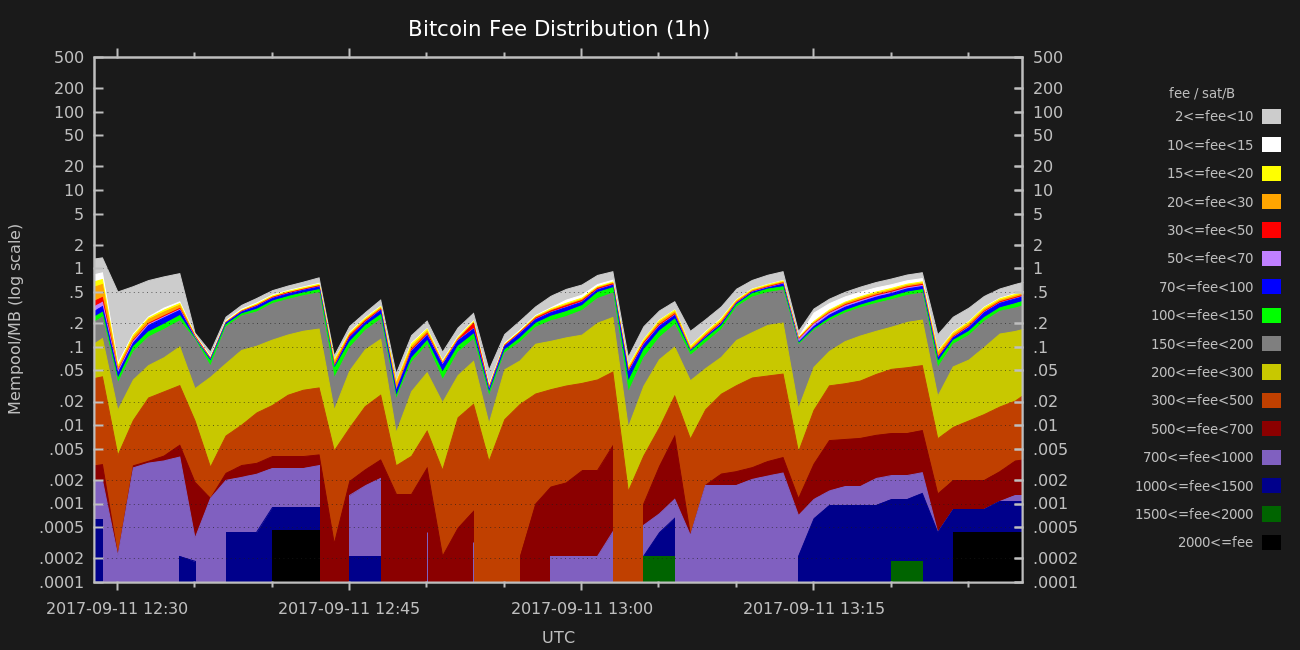 Bitcoin Fee Distribution (1h)
500
200
100
50
20
10
5
2
1
.5
.2
.1
.05
.02
.01
.005
.002
.001
.0005
.0002
.0001
Mempool/MB (log scale)
500
200
100
50
20
10
5
2
1
.5
.2
.1
.05
.02
.01
.005
.002
.001
.0005
.0002
.0001
2017-09-11 12:30
2017-09-11 12:45
2017-09-11 13:00
2017-09-11 13:15
UTC
fee / sat/B
2<=fee<10
10<=fee<15
15<=fee<20
20<=fee<30
30<=fee<50
50<=fee<70
70<=fee<100
100<=fee<150
150<=fee<200
200<=fee<300
300<=fee<500
500<=fee<700
700<=fee<1000
1000<=fee<1500
1500<=fee<2000
2000<=fee